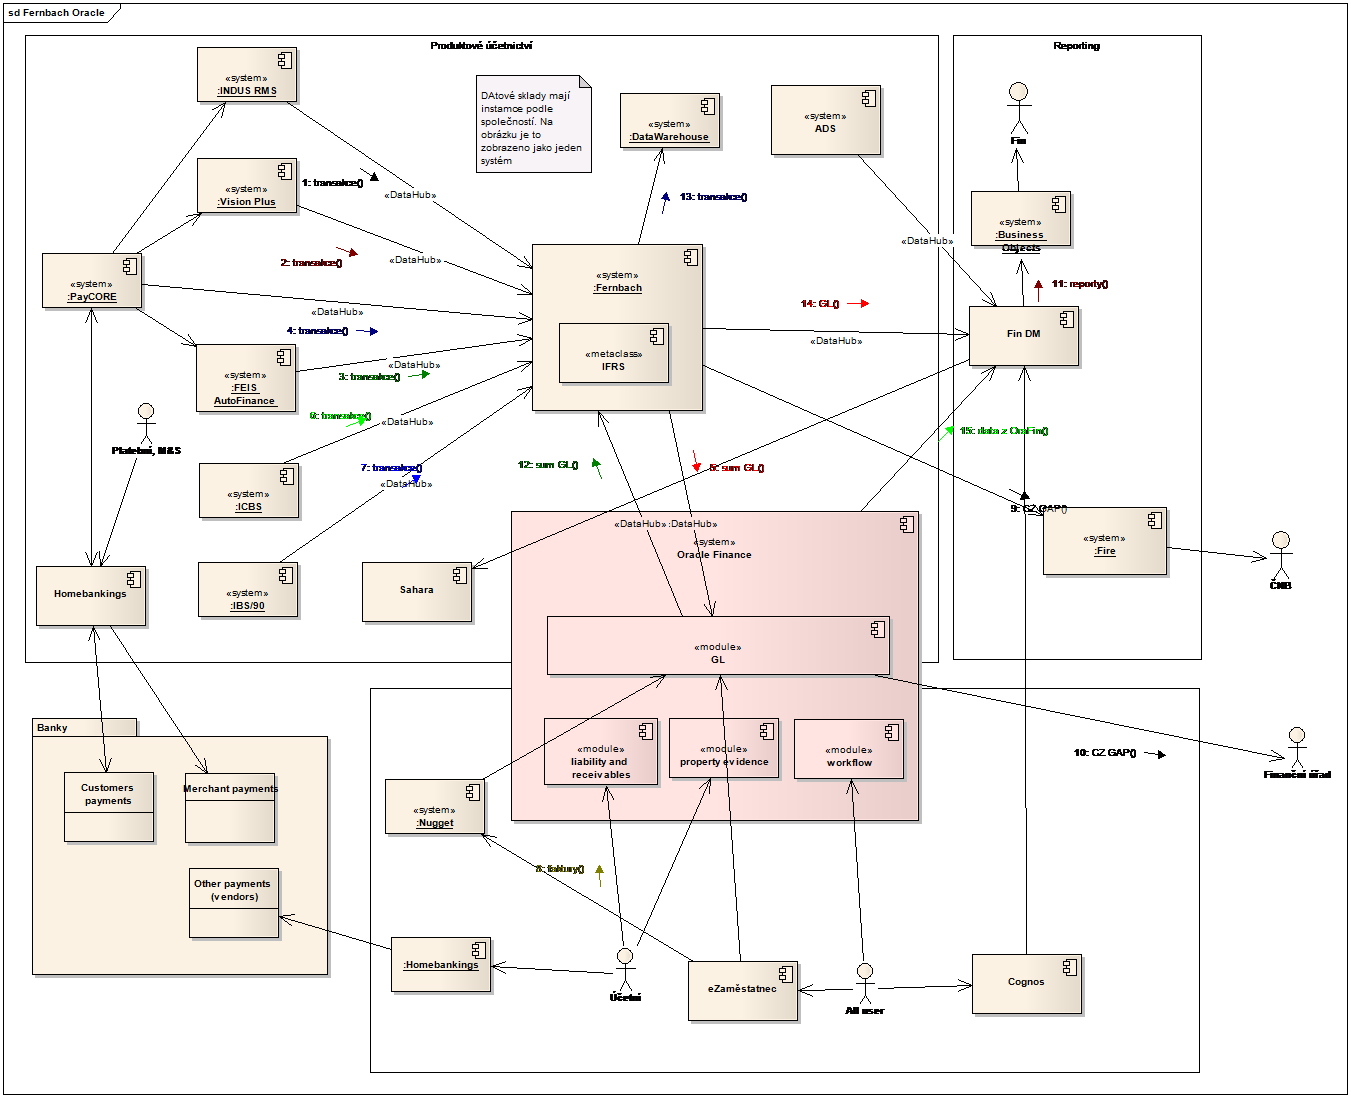 sd Fernbach Oracle
Produktové účetnictví
Reporting
«system»
:INDUS RMS
DAtové sklady mají
instamce podle
společností. Na
obrázku je to
zobrazeno jako jeden
systém
«system»
:DataWarehouse
«system»
ADS
Fin
«system»
:Vision Plus
1: transakce()
«DataHub»
13: transakce()
«system»
:Business
Objects
2: transakce()
«DataHub»
«DataHub»
«system»
:PayCORE
«system»
:Fernbach
11: reporty()
14: GL()
«DataHub»
4: transakce()
«DataHub»
Fin DM
«metaclass»
IFRS
«DataHub»
3: transakce()
«system»
:FEIS
AutoFinance
6: transakce()
«DataHub»
15: data z OraFin()
Platební, M&S
7: transakce()
«DataHub»
12: sum GL()
5: sum GL()
«system»
:ICBS
9: CZ GAP()
«DataHub»
:DataHub»
«system»
Oracle Finance
«system»
:Fire
ČNB
Homebankings
«system»
:IBS/90
Sahara
«module»
GL
Banky
«module»
liability and
receivables
«module»
property evidence
«module»
workflow
10: CZ GAP()
Finanční úřad
Customers
payments
Merchant payments
«system»
:Nugget
8: faktury()
Other payments
(vendors)
:Homebankings
Účetní
eZaměstatnec
All user
Cognos